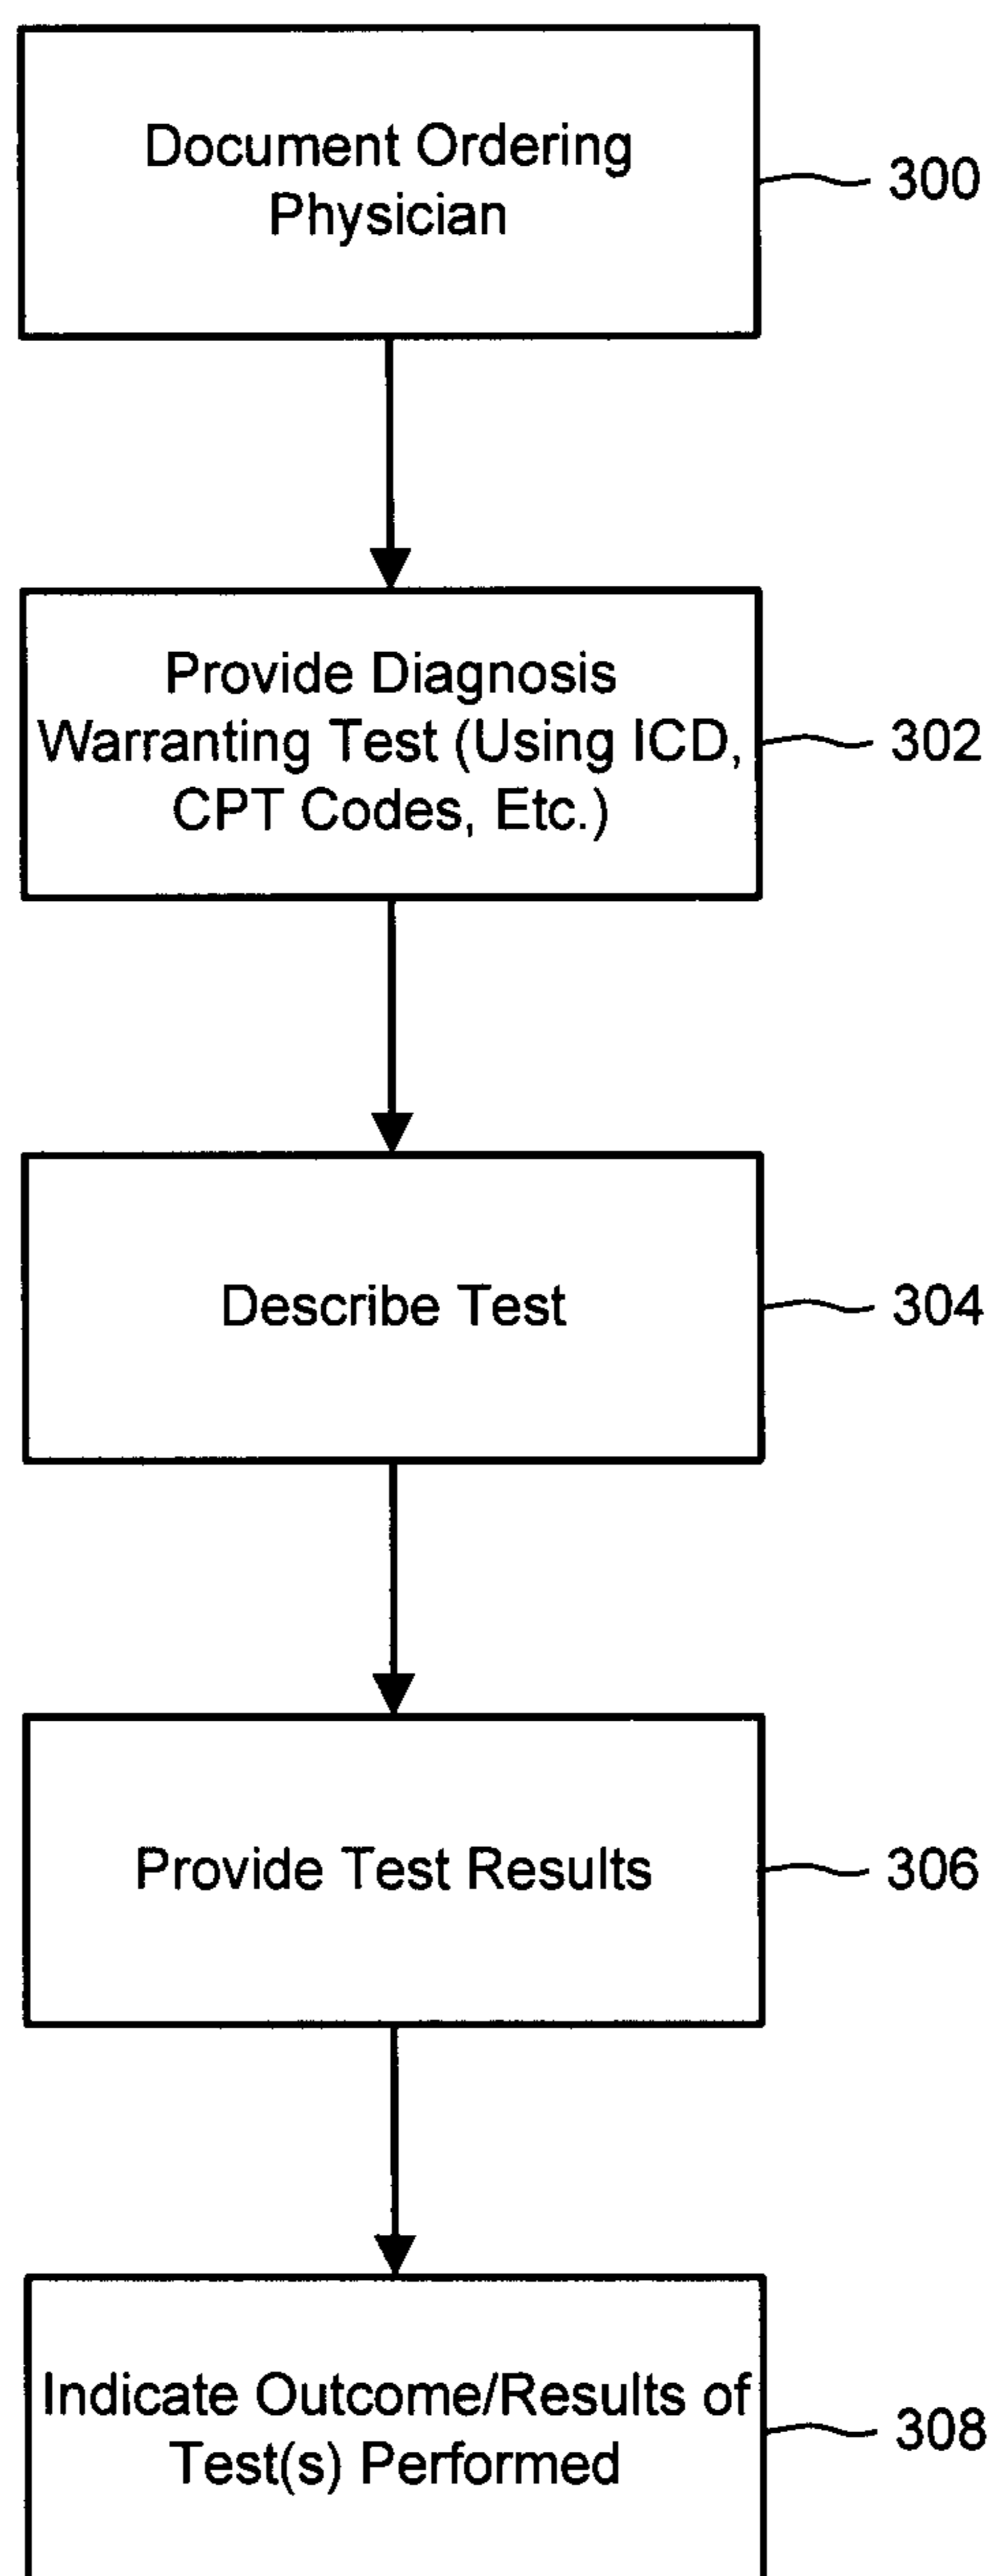 Document Ordering
Physician
300
Provide Diagnosis
Warranting Test (Using ICD,
CPT Codes, Etc.)
302
Describe Test
304
Provide Test Results
306
Indicate Outcome/Results of
Test(s) Performed
308